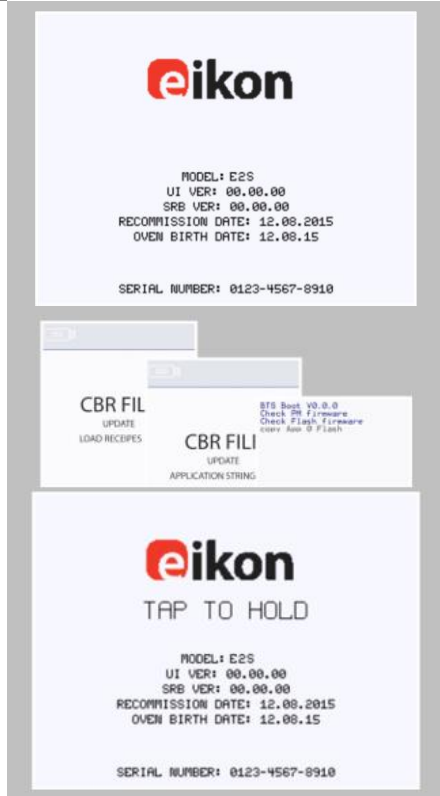 eikon
MODEL: E2S
UI VER: 00.00.00
SRB VER: 00.00.00
RECOMMISSION DATE: 12.08.2015
OVEN BIRTH DATE: 12.08.15
SERIAL NUMBER: 0123-4567-8910
CBR FIL
UPDATE
LOAD RECEIPES
CBR FILI
UPDATE
APPLICATION STRING
BTS Boot V0.0.0
Check PM firmware
Check Flash firmware
copy App @ Flash
eikon
TAP TO HOLD
MODEL: E2S
UI VER: 00.00.00
SRB VER: 00.00.00
RECOMMISSION DATE: 12.08.2015
OVEN BIRTH DATE: 12.08.15
SERIAL NUMBER: 0123-4567-8910